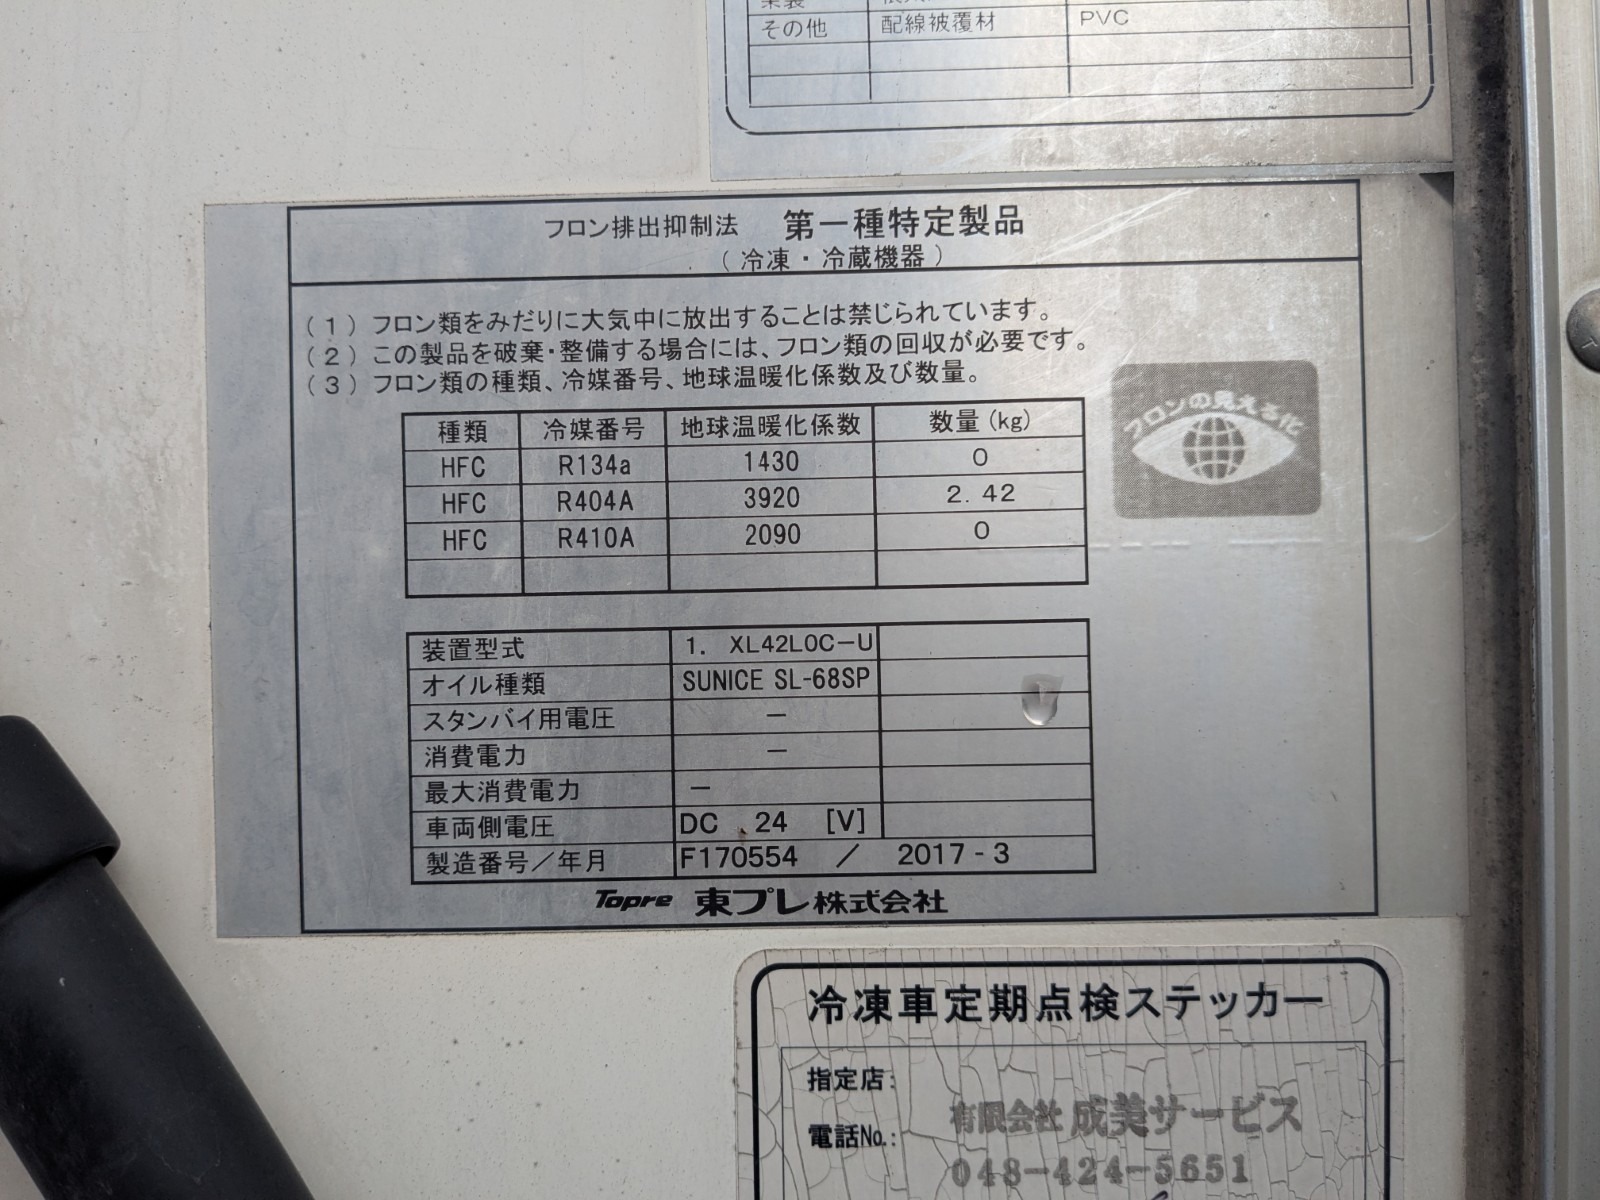 その他 配線被覆材 PVC
フロン排出抑制法 第一種特定製品
(冷凍・冷蔵機器)
(1) フロン類をみだりに大気中に放出することは禁じられています。
(2) この製品を破棄・整備する場合には、フロン類の回収が必要です。
(3) フロン類の種類、冷媒番号、地球温暖化係数及び数量。
フロンの見える化
種類 冷媒番号 地球温暖化係数 数量(kg)
HFC R134a 1430 0
HFC R404A 3920 2.42
HFC R410A 2090 0
装置型式 1. XL42LOC-U
オイル種類 SUNICE SL-68SP
スタンバイ用電圧 －
消費電力 －
最大消費電力 －
車両側電圧 DC 24 [V]
製造番号／年月 F170554 ／ 2017-3
Topre 東プレ株式会社
冷凍車定期点検ステッカー
指定店: 有限会社 成美サービス
電話No.: 048-424-5651